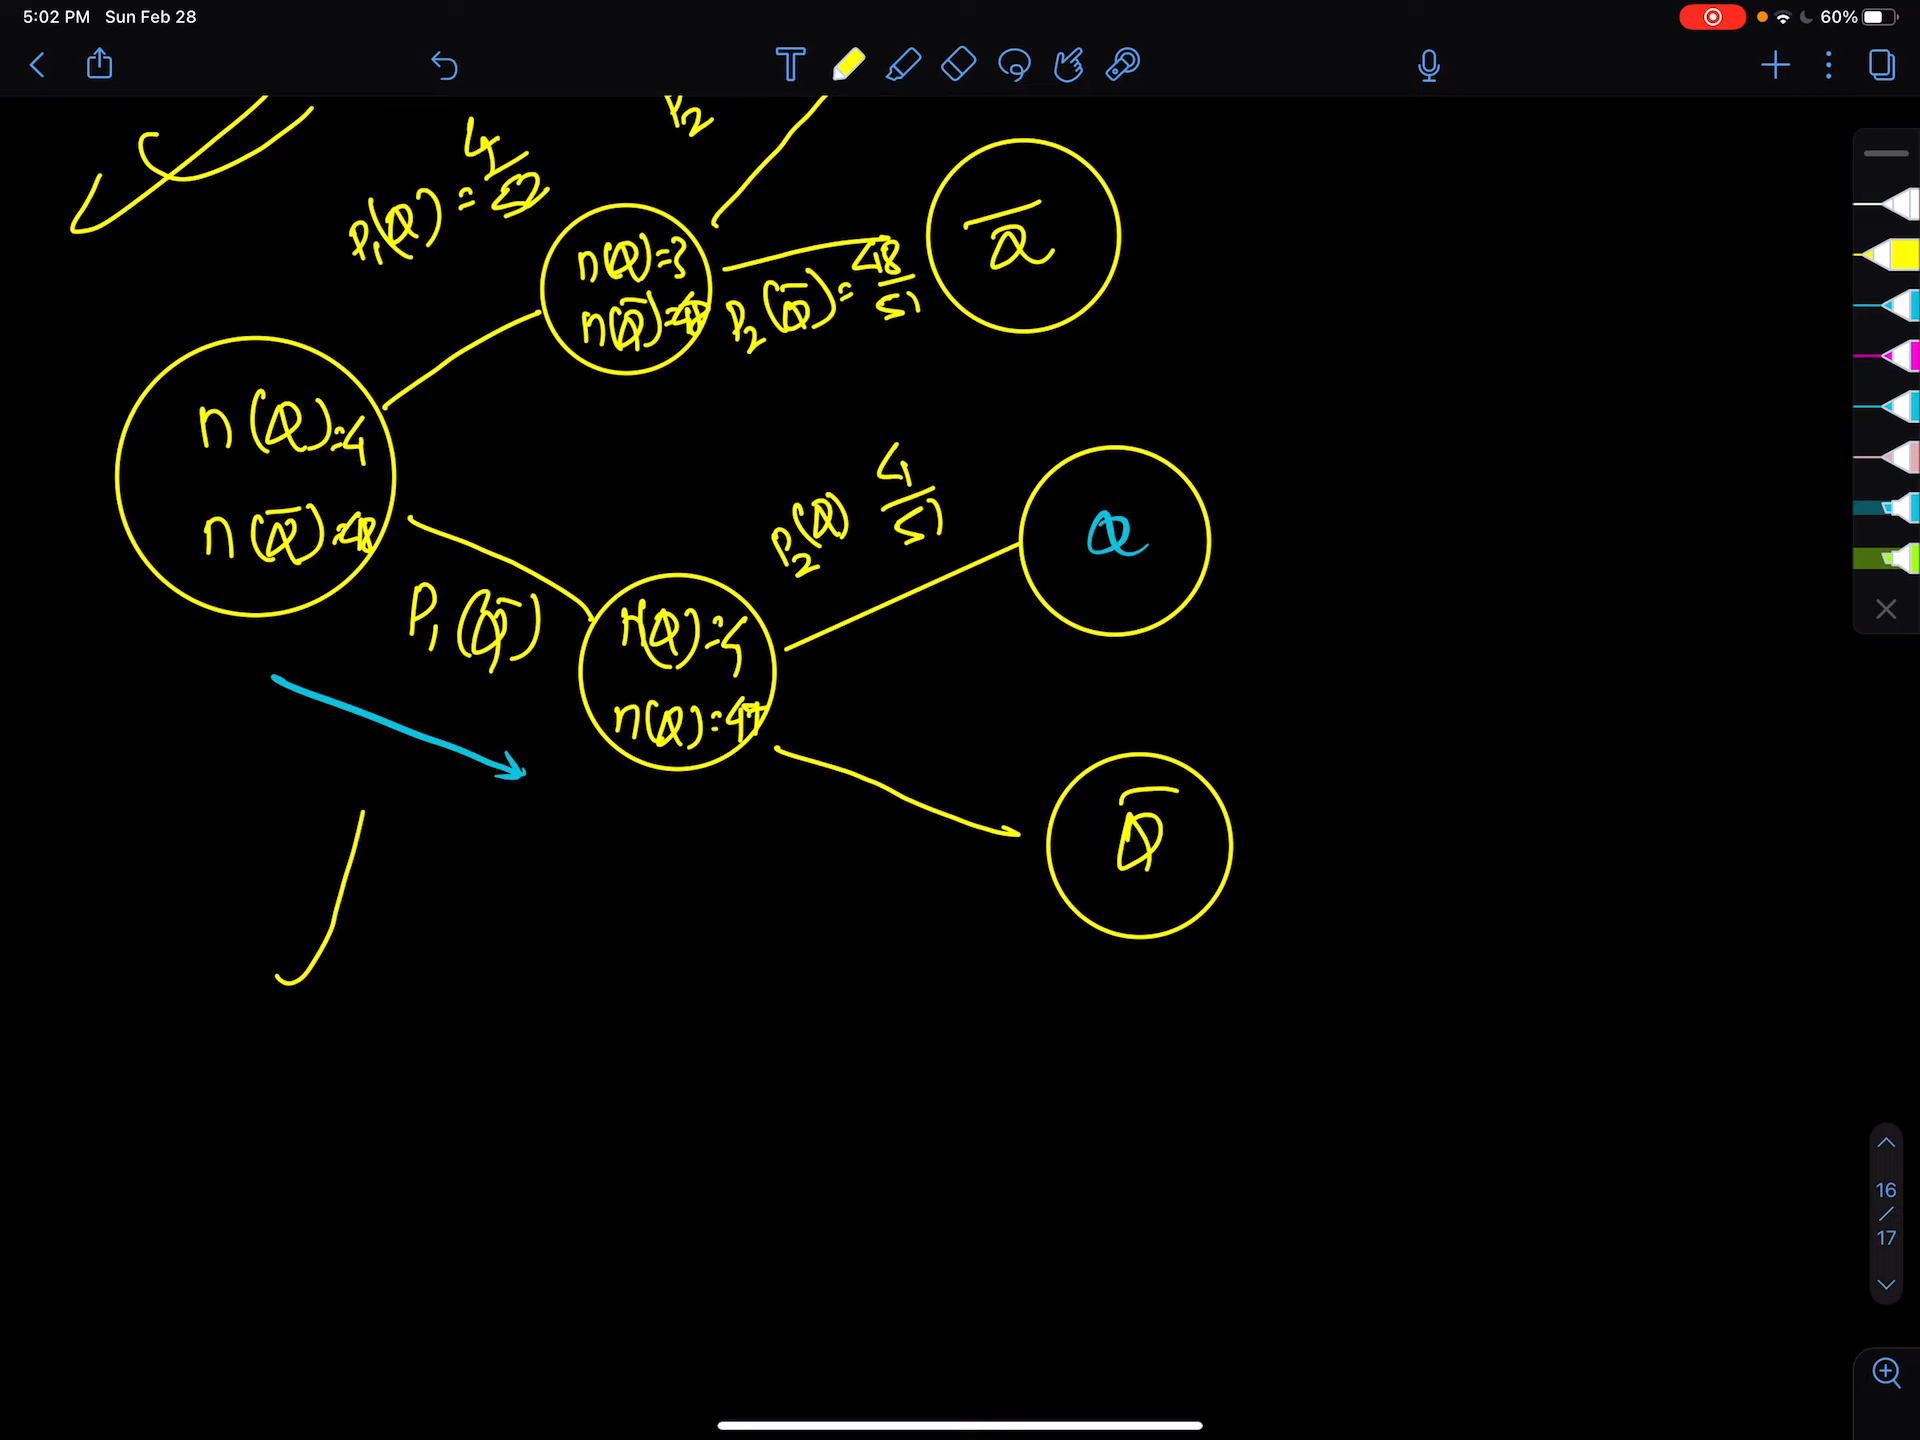 5:02 PM Sun Feb 28
60%
T
P2
P1(Q) = 4/52
n(Q)=3
n(Q̅)=48
P2(Q̅) = 48/51
Q̅
n(Q)=4
n(Q̅)=48
P2(Q) 4/51
Q
P1(Q̅)
n(Q)=4
n(Q)=47
Q̅
16
/
17